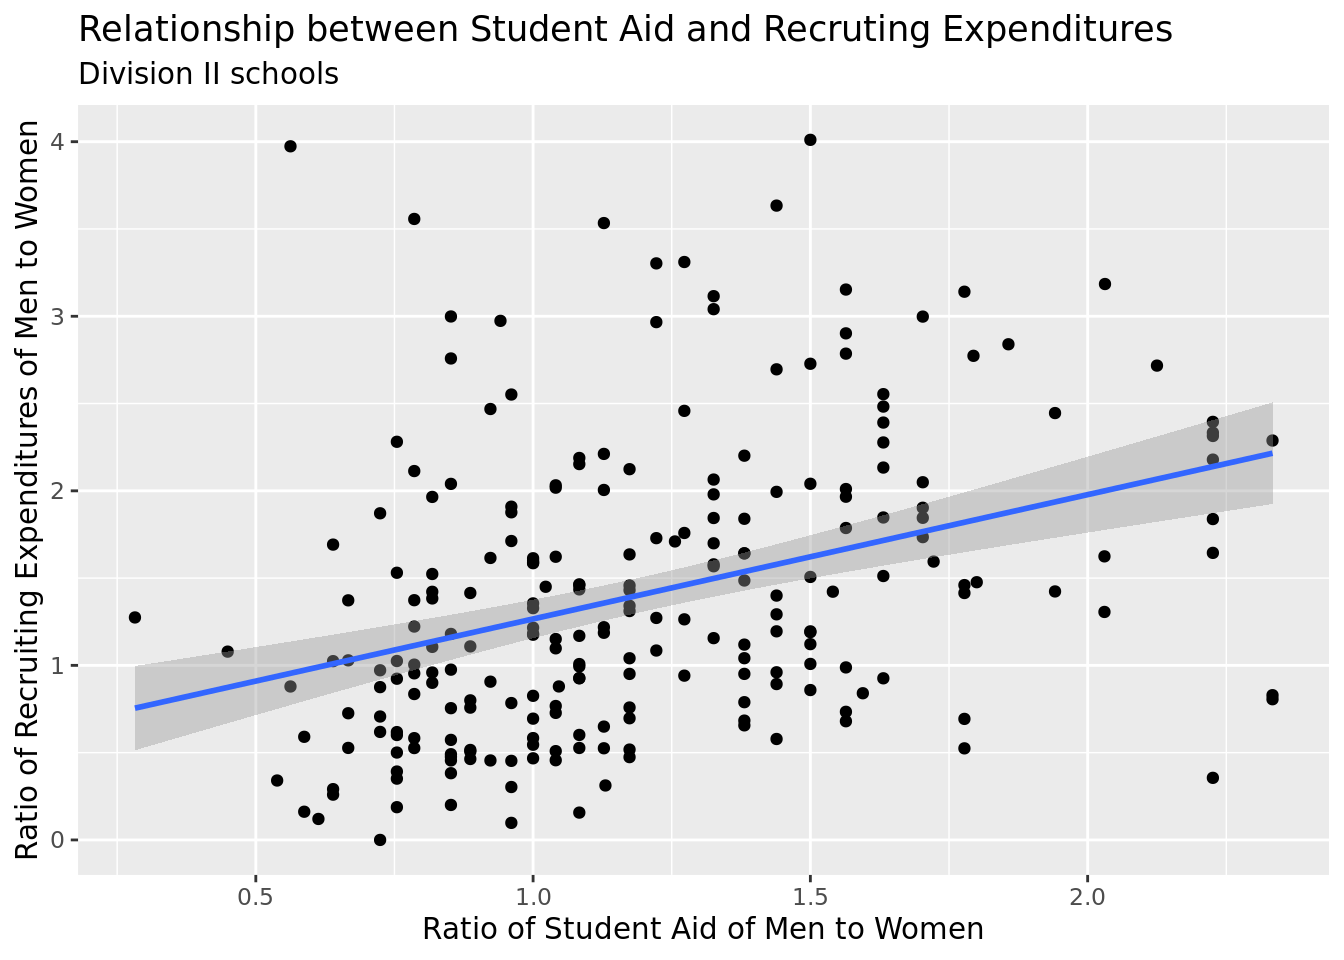 Relationship between Student Aid and Recruting Expenditures
Division II schools
Ratio of Recruiting Expenditures of Men to Women
4
3
2
1
0
0.5 1.0 1.5 2.0
Ratio of Student Aid of Men to Women